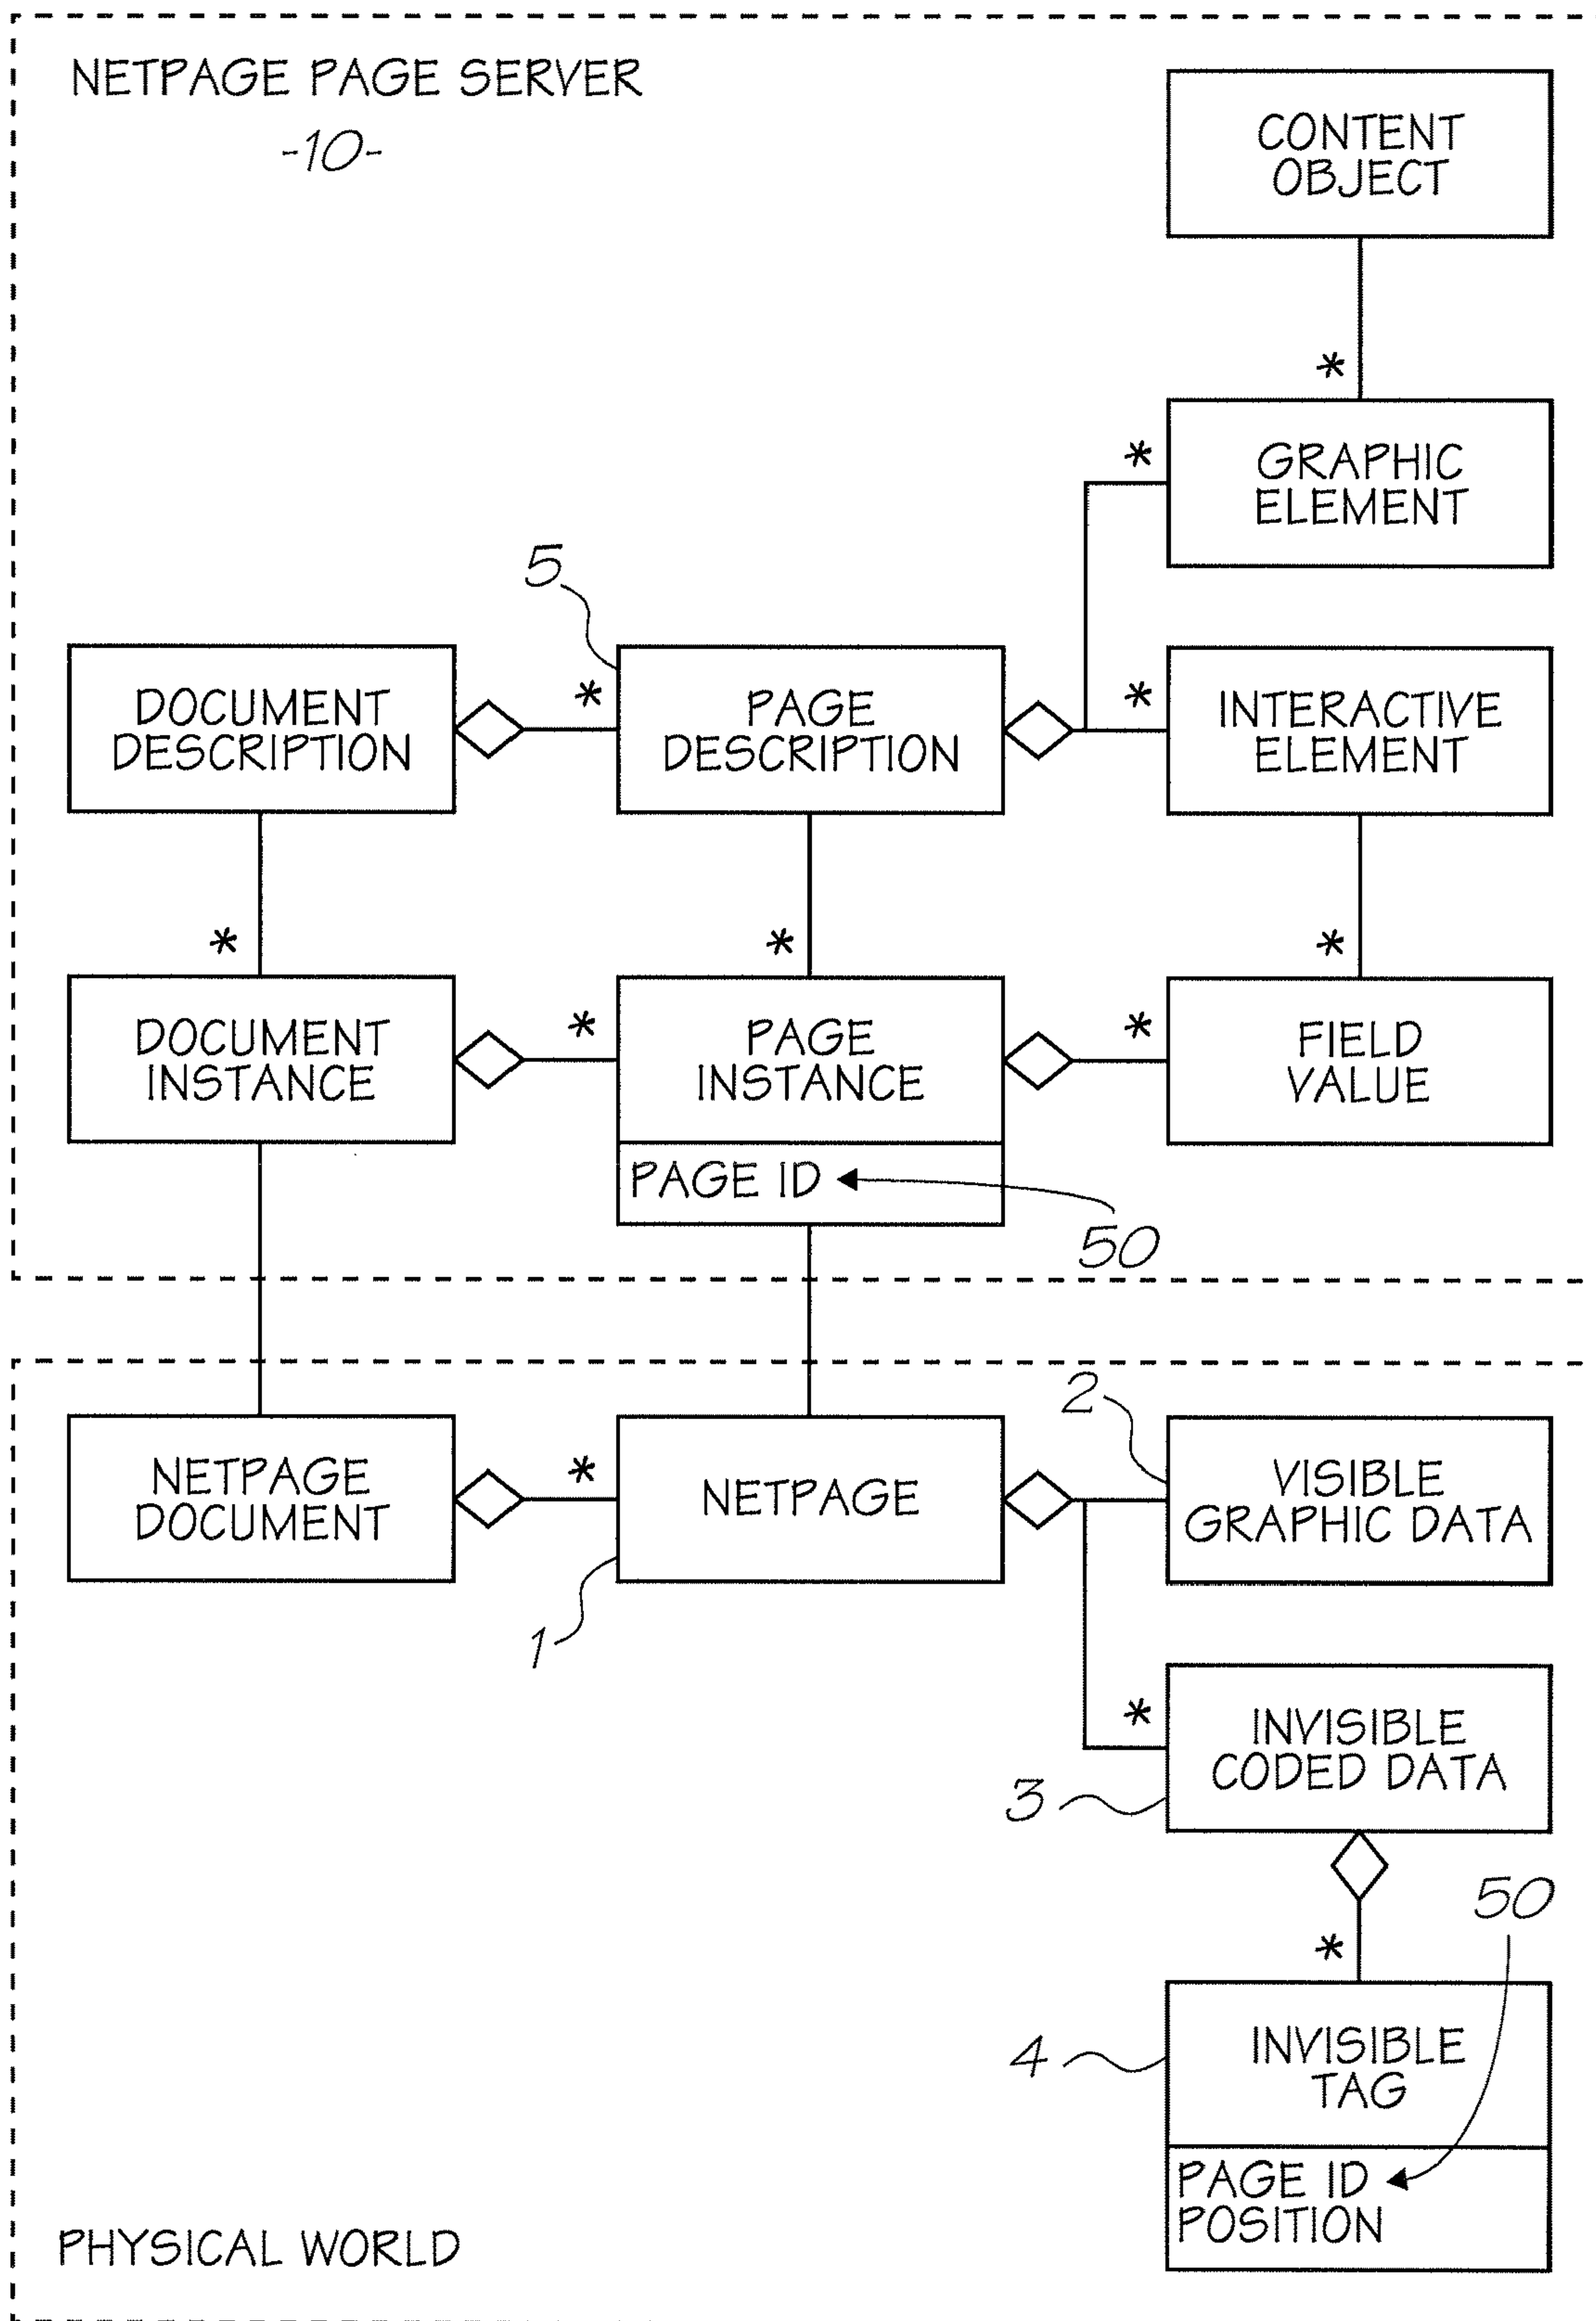 NETPAGE PAGE SERVER
-10-
CONTENT
OBJECT
*
*
GRAPHIC
ELEMENT
5
DOCUMENT
DESCRIPTION
*
PAGE
DESCRIPTION
*
INTERACTIVE
ELEMENT
*
*
*
DOCUMENT
INSTANCE
*
PAGE
INSTANCE
*
FIELD
VALUE
PAGE ID
50
2
NETPAGE
DOCUMENT
*
NETPAGE
VISIBLE
GRAPHIC DATA
1
*
INVISIBLE
CODED DATA
3
50
*
4
INVISIBLE
TAG
PAGE ID
POSITION
PHYSICAL WORLD